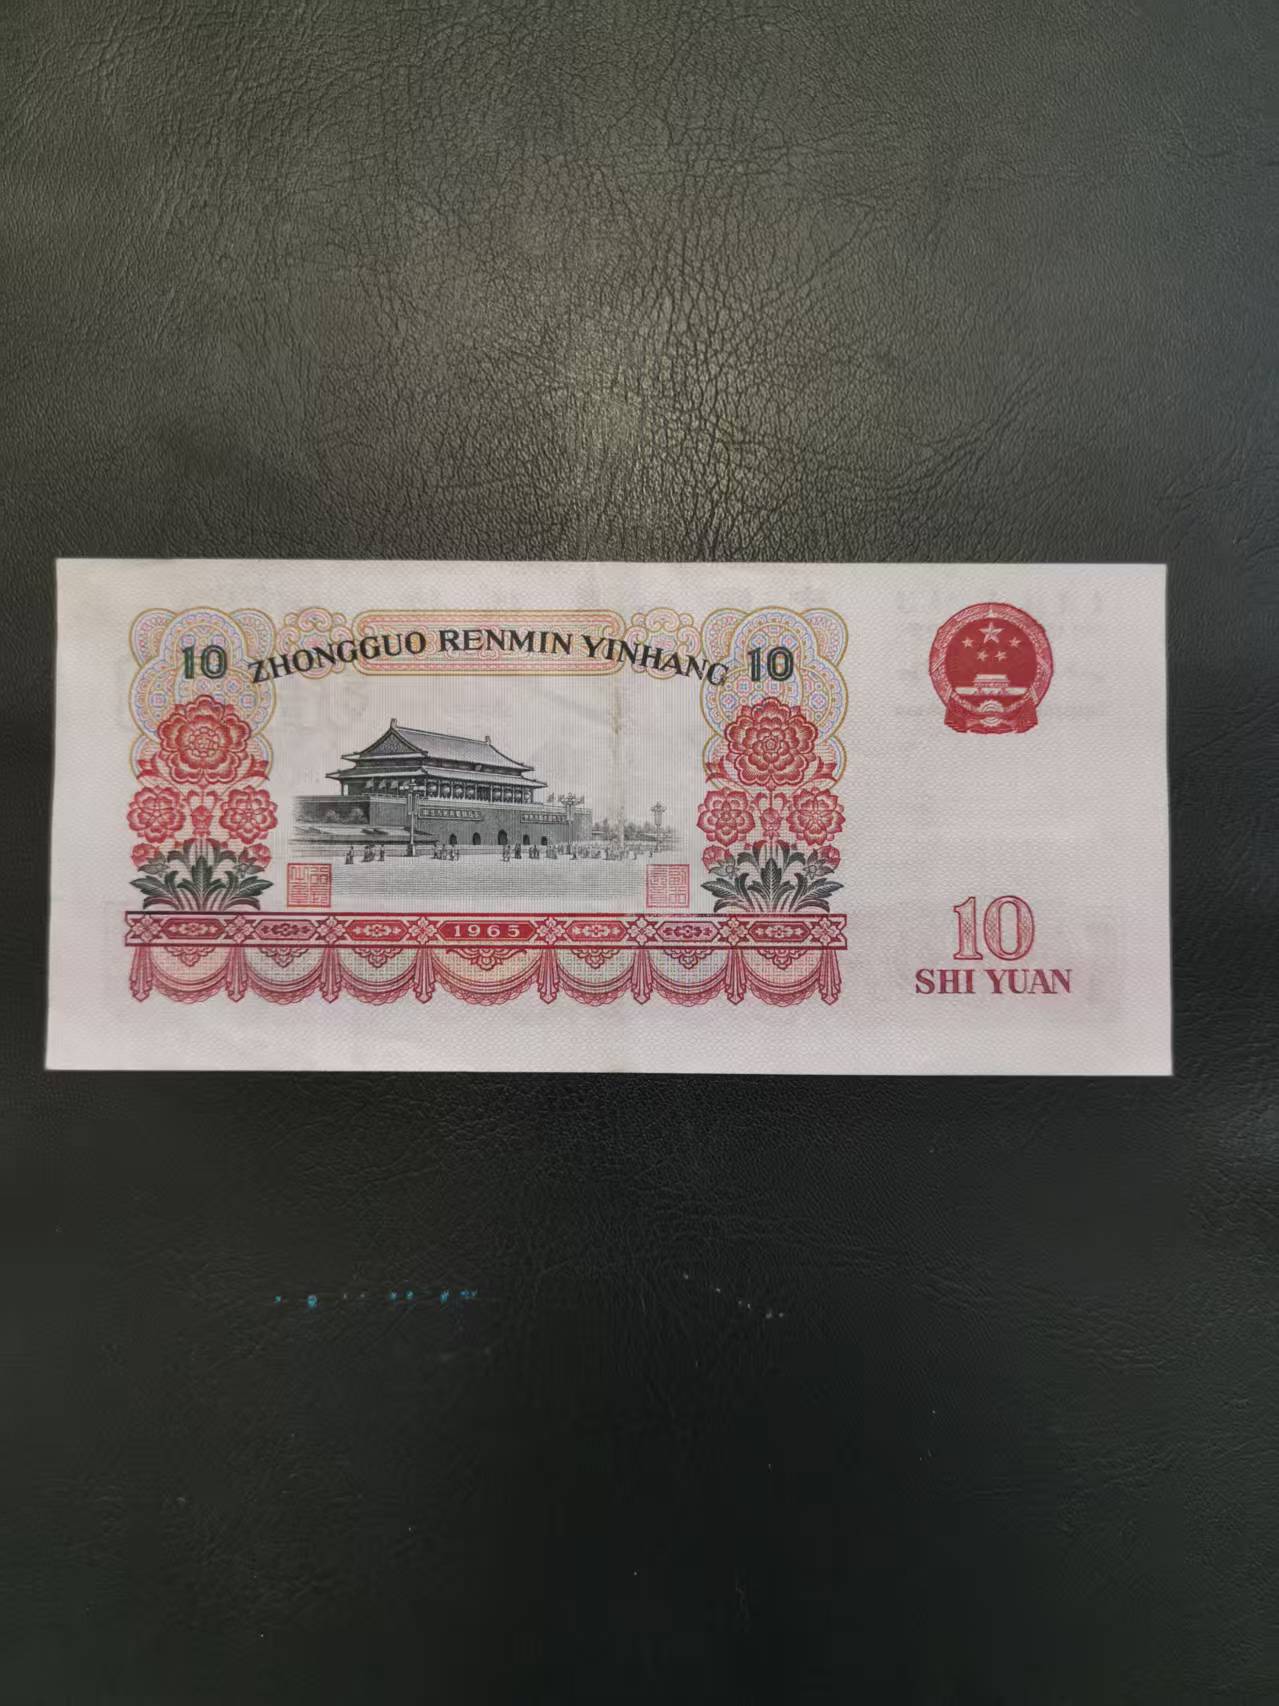 10 ZHONGGUO RENMIN YINHANG 10
1965
10
SHI YUAN